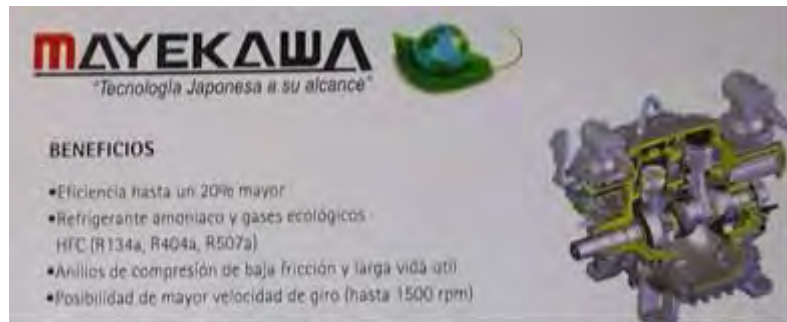 MAYEKAWA
"Tecnología Japonesa a su alcance"
BENEFICIOS
•Eficiencia hasta un 20% mayor
•Refrigerante amoniaco y gases ecológicos
HFC (R134a, R404a, R507a)
•Anillos de compresión de baja fricción y larga vida útil
•Posibilidad de mayor velocidad de giro (hasta 1500 rpm)